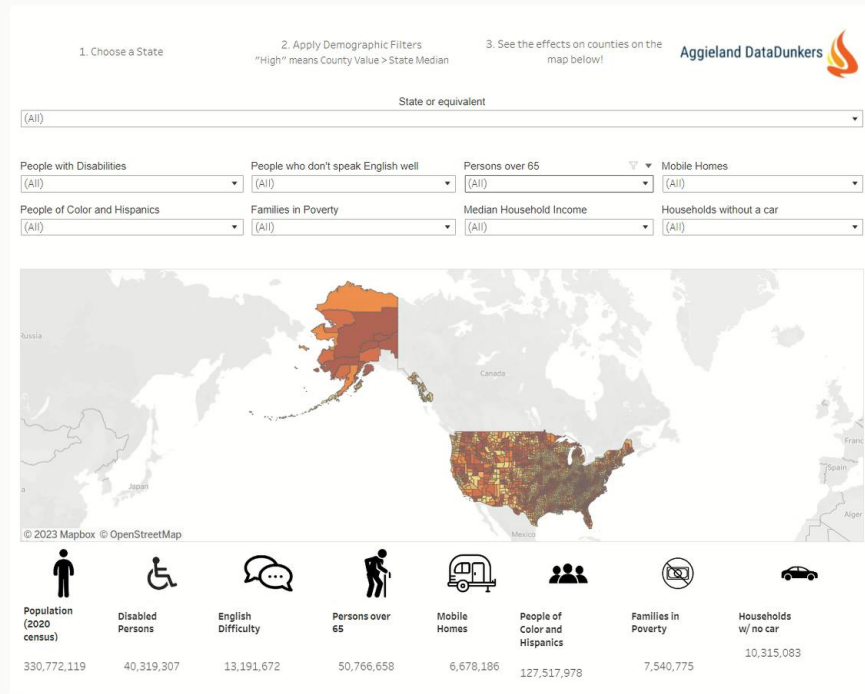 1. Choose a State
2. Apply Demographic Filters
"High" means County Value > State Median
3. See the effects on counties on the
map below!
Aggieland DataDunkers
State or equivalent
(All)
People with Disabilities
(All)
People who don't speak English well
(All)
Persons over 65
(All)
Mobile Homes
(All)
People of Color and Hispanics
(All)
Families in Poverty
(All)
Median Household Income
(All)
Households without a car
(All)
Russia
Canada
Japan
Mexico
Franc
Spain
Alger
a
© 2023 Mapbox © OpenStreetMap
Population
(2020
census)
330,772,119
Disabled
Persons
40,319,307
English
Difficulty
13,191,672
Persons over
65
50,766,658
Mobile
Homes
6,678,186
People of
Color and
Hispanics
127,517,978
Families in
Poverty
7,540,775
Households
w/ no car
10,315,083